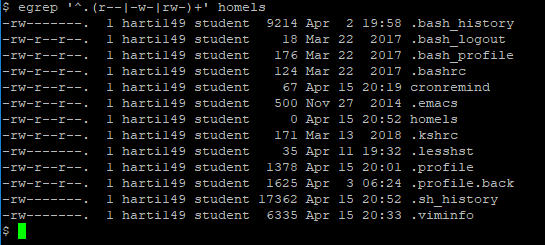 $ egrep '^.(r--|-w-|rw-)+' homels
-rw-------. 1 hartil49 student  9214 Apr  2 19:58 .bash_history
-rw-r--r--. 1 hartil49 student    18 Mar 22  2017 .bash_logout
-rw-r--r--. 1 hartil49 student   176 Mar 22  2017 .bash_profile
-rw-r--r--. 1 hartil49 student   124 Mar 22  2017 .bashrc
-rw-r--r--. 1 hartil49 student    67 Apr 15 20:19 cronremind
-rw-r--r--. 1 hartil49 student   500 Nov 27  2014 .emacs
-rw-r--r--. 1 hartil49 student     0 Apr 15 20:52 homels
-rw-r--r--. 1 hartil49 student   171 Mar 13  2018 .kshrc
-rw-------. 1 hartil49 student    35 Apr 11 19:32 .lesshst
-rw-r--r--. 1 hartil49 student  1378 Apr 15 20:01 .profile
-rw-r--r--. 1 hartil49 student  1625 Apr  3 06:24 .profile.back
-rw-------. 1 hartil49 student 17362 Apr 15 20:52 .sh_history
-rw-------. 1 hartil49 student  6335 Apr 15 20:33 .viminfo
$